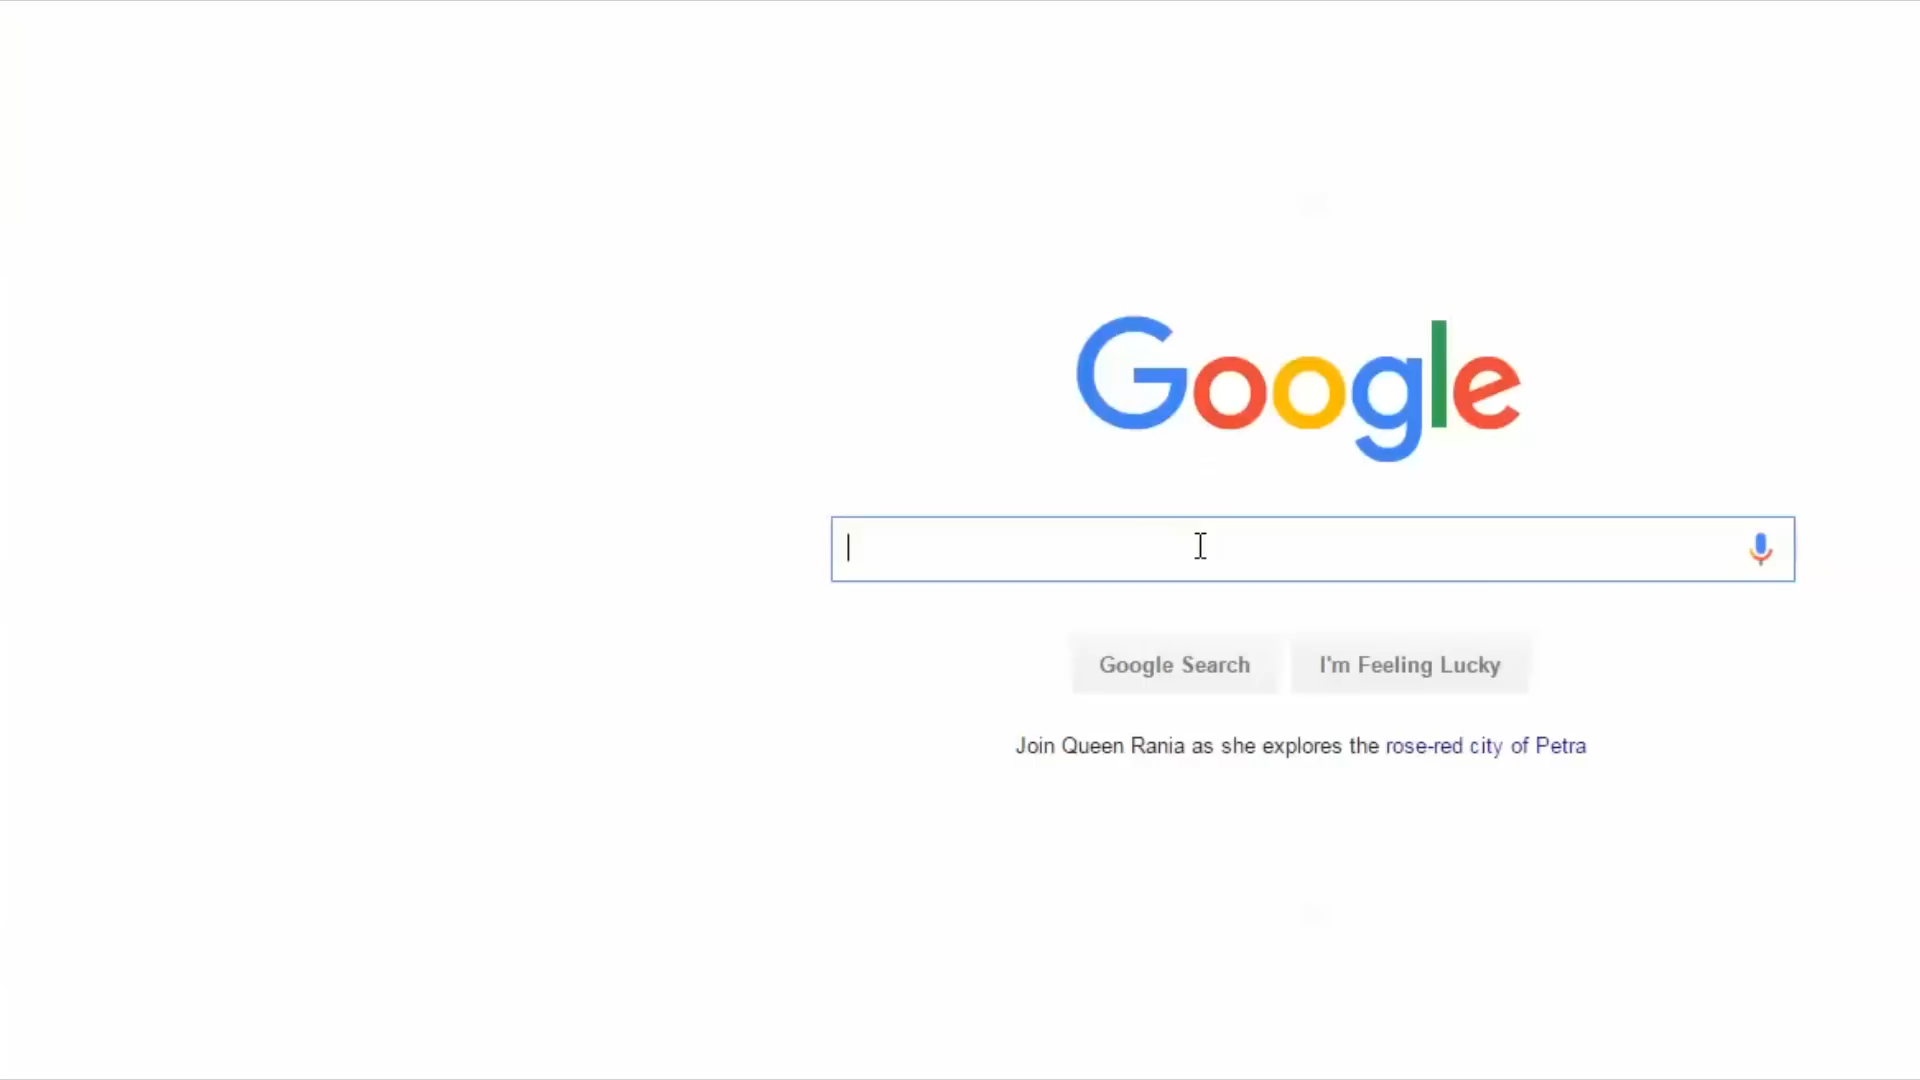 Google
Google Search
I'm Feeling Lucky
Join Queen Rania as she explores the rose-red city of Petra